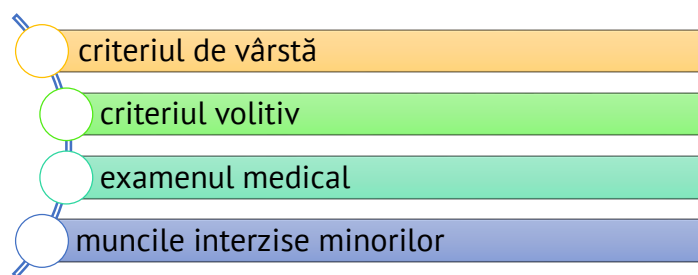 criteriul de vârstă
criteriul volitiv
examenul medical
muncile interzise minorilor